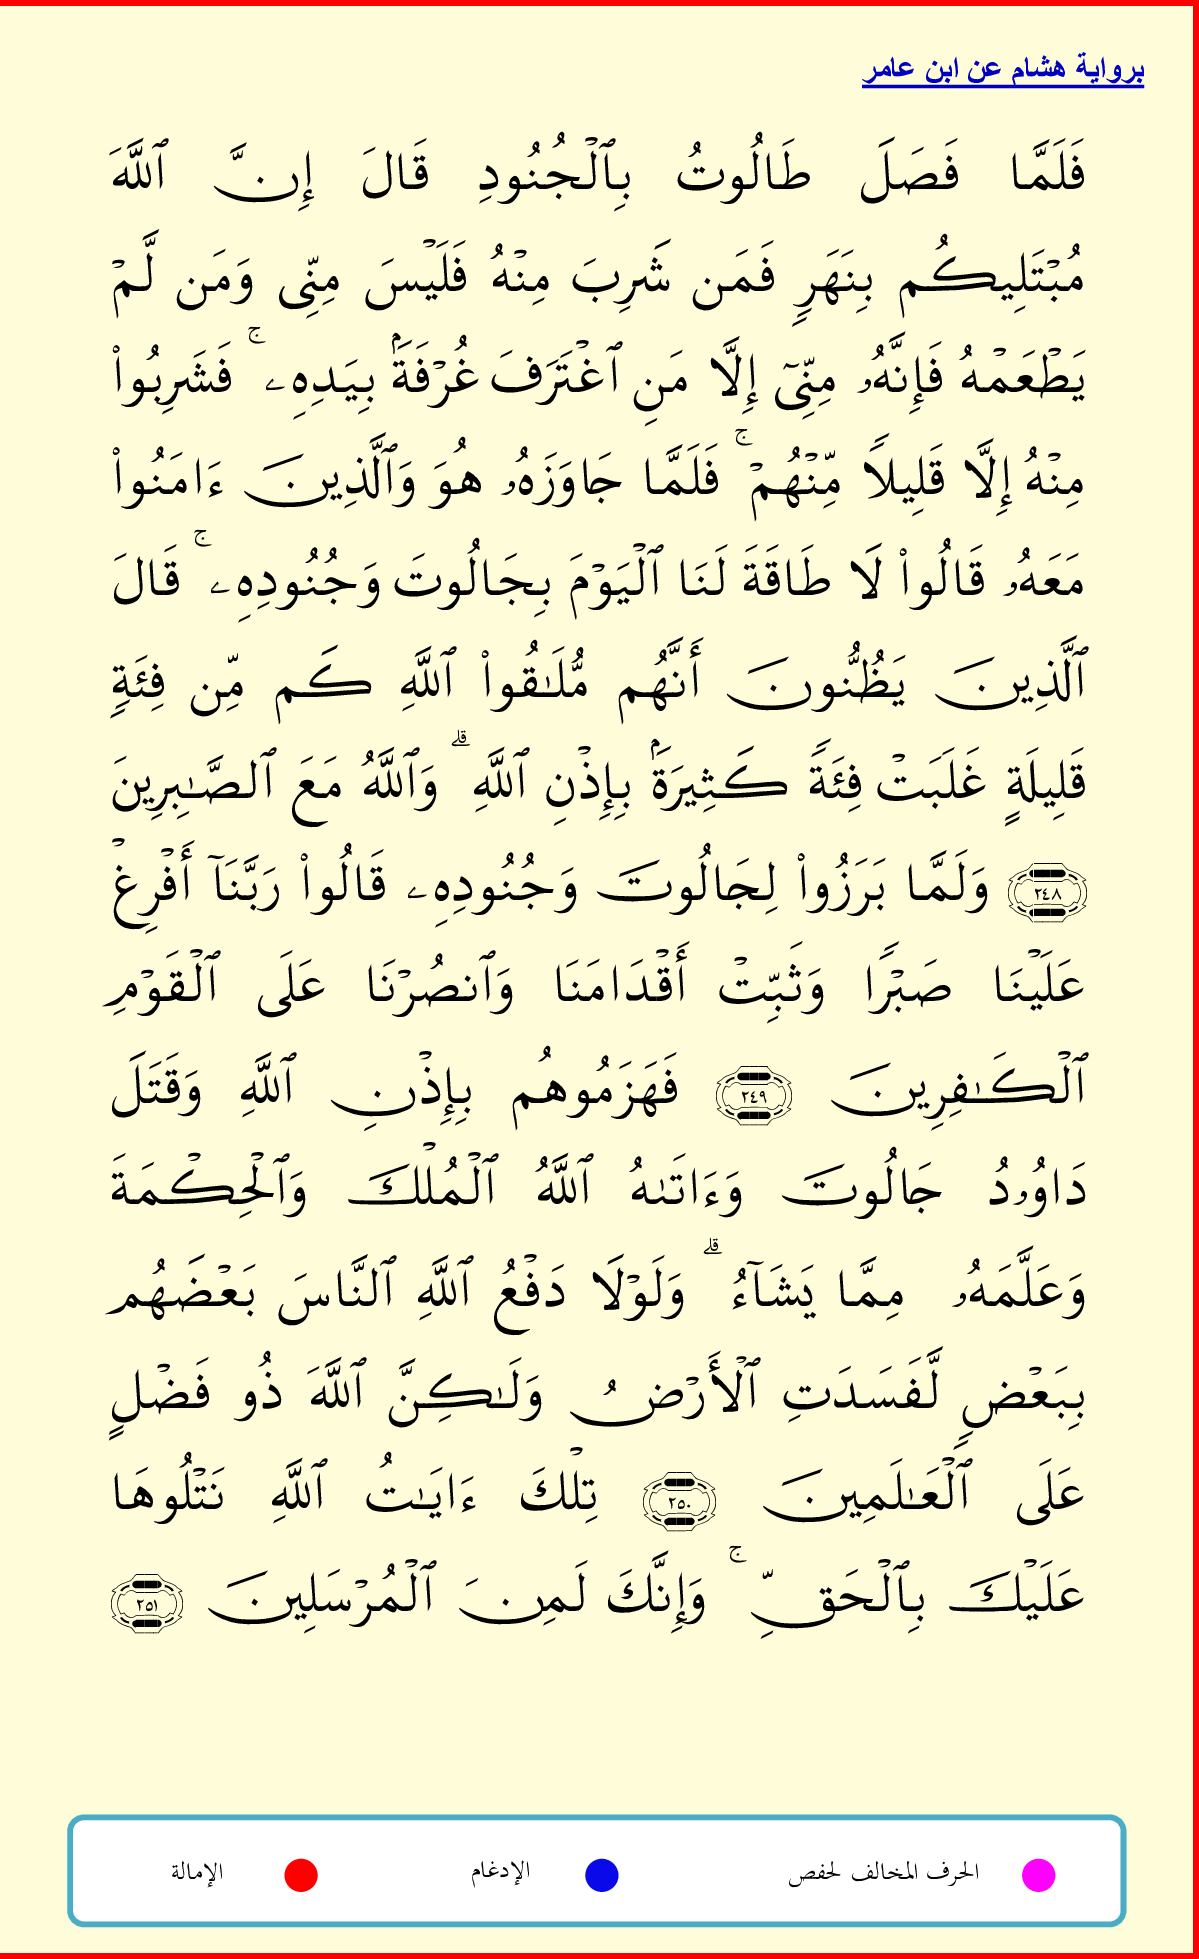 برواية هشام عن ابن عامر
فَلَمَّا فَصَلَ طَالُوتُ بِٱلْجُنُودِ قَالَ إِنَّ ٱللَّهَ
مُبْتَلِيكُم بِنَهَرٍ فَمَن شَرِبَ مِنْهُ فَلَيْسَ مِنِّى وَمَن لَّمْ
يَطْعَمْهُ فَإِنَّهُۥ مِنِّىٓ إِلَّا مَنِ ٱغْتَرَفَ غُرْفَةَۢ بِيَدِهِۦ ۚ فَشَرِبُوا۟
مِنْهُ إِلَّا قَلِيلًا مِّنْهُمْ ۚ فَلَمَّا جَاوَزَهُۥ هُوَ وَٱلَّذِينَ ءَامَنُوا۟
مَعَهُۥ قَالُوا۟ لَا طَاقَةَ لَنَا ٱلْيَوْمَ بِجَالُوتَ وَجُنُودِهِۦ ۚ قَالَ
ٱلَّذِينَ يَظُنُّونَ أَنَّهُم مُّلَـٰقُوا۟ ٱللَّهِ كَم مِّن فِئَةٍ
قَلِيلَةٍ غَلَبَتْ فِئَةً كَثِيرَةَۢ بِإِذْنِ ٱللَّهِ ۗ وَٱللَّهُ مَعَ ٱلصَّـٰبِرِينَ
٢٤٨ وَلَمَّا بَرَزُوا۟ لِجَالُوتَ وَجُنُودِهِۦ قَالُوا۟ رَبَّنَآ أَفْرِغْ
عَلَيْنَا صَبْرًا وَثَبِّتْ أَقْدَامَنَا وَٱنصُرْنَا عَلَى ٱلْقَوْمِ
ٱلْكَـٰفِرِينَ ٢٤٩ فَهَزَمُوهُم بِإِذْنِ ٱللَّهِ وَقَتَلَ
دَاوُۥدُ جَالُوتَ وَءَاتَىٰهُ ٱللَّهُ ٱلْمُلْكَ وَٱلْحِكْمَةَ
وَعَلَّمَهُۥ مِمَّا يَشَآءُ ۗ وَلَوْلَا دَفْعُ ٱللَّهِ ٱلنَّاسَ بَعْضَهُم
بِبَعْضٍ لَّفَسَدَتِ ٱلْأَرْضُ وَلَـٰكِنَّ ٱللَّهَ ذُو فَضْلٍ
عَلَى ٱلْعَـٰلَمِينَ ٢٥٠ تِلْكَ ءَايَـٰتُ ٱللَّهِ نَتْلُوهَا
عَلَيْكَ بِٱلْحَقِّ ۚ وَإِنَّكَ لَمِنَ ٱلْمُرْسَلِينَ ٢٥١
الحرف المخالف لحفص الإدغام الإمالة